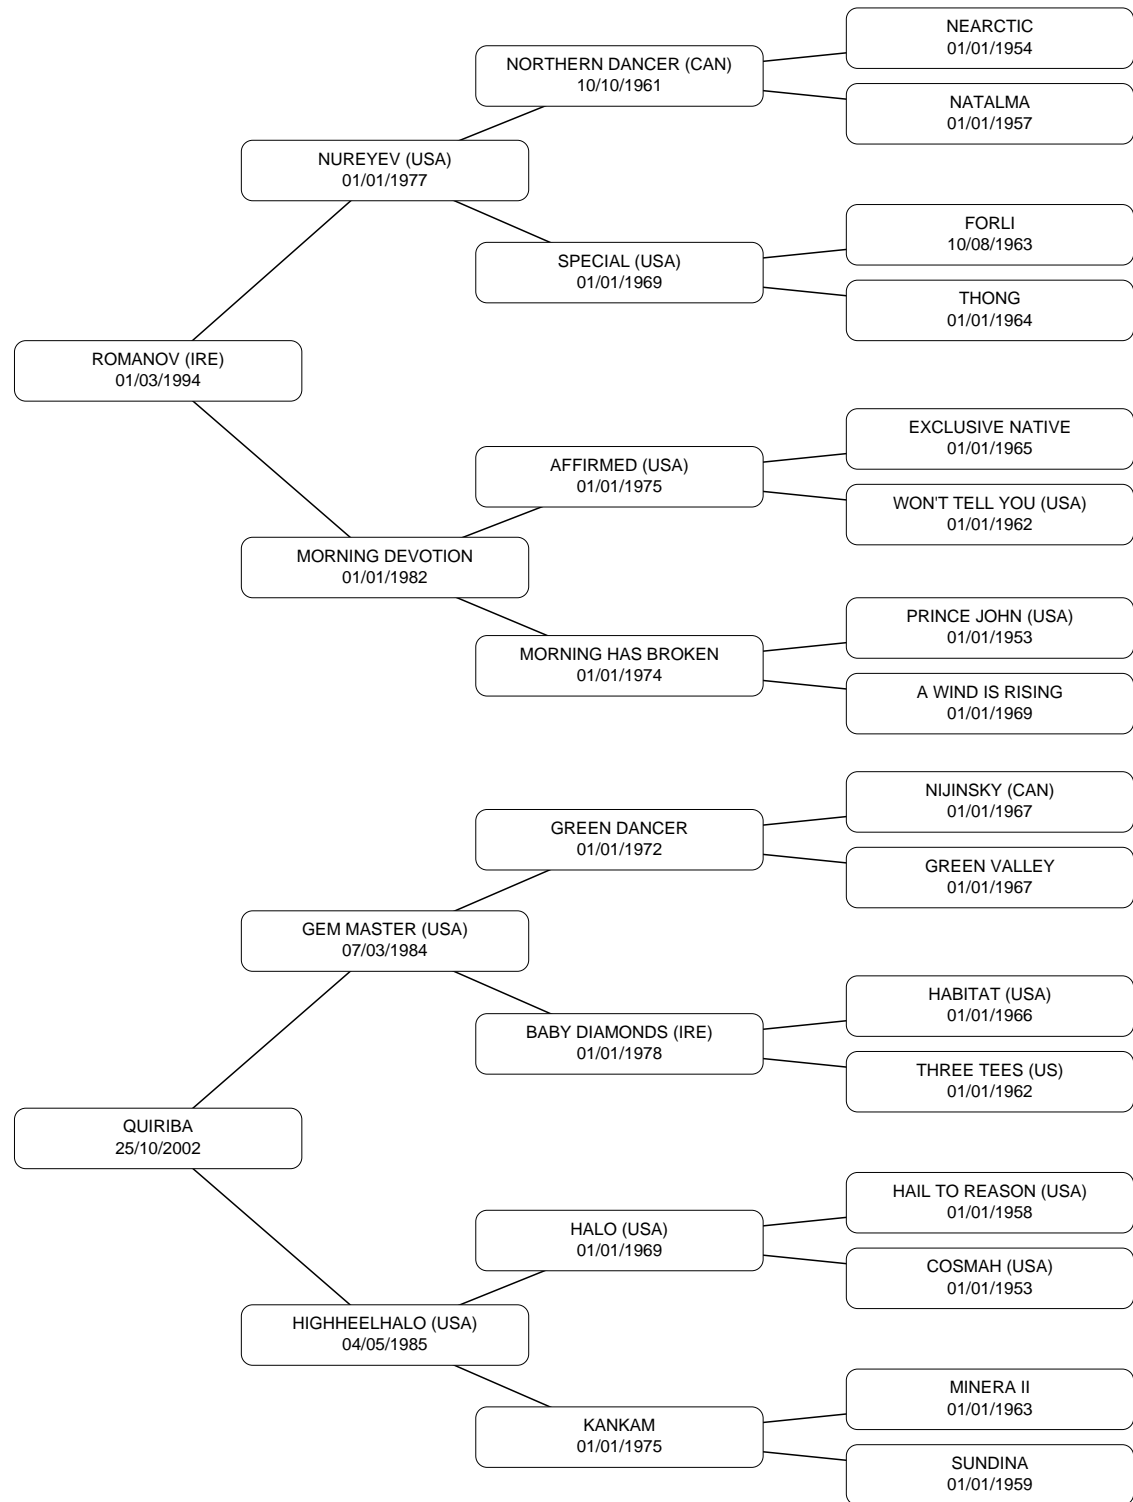 NEARCTIC
01/01/1954
NORTHERN DANCER (CAN)
10/10/1961
NATALMA
01/01/1957
NUREYEV (USA)
01/01/1977
FORLI
10/08/1963
SPECIAL (USA)
01/01/1969
THONG
01/01/1964
ROMANOV (IRE)
01/03/1994
EXCLUSIVE NATIVE
01/01/1965
AFFIRMED (USA)
01/01/1975
WON'T TELL YOU (USA)
01/01/1962
MORNING DEVOTION
01/01/1982
PRINCE JOHN (USA)
01/01/1953
MORNING HAS BROKEN
01/01/1974
A WIND IS RISING
01/01/1969
NIJINSKY (CAN)
01/01/1967
GREEN DANCER
01/01/1972
GREEN VALLEY
01/01/1967
GEM MASTER (USA)
07/03/1984
HABITAT (USA)
01/01/1966
BABY DIAMONDS (IRE)
01/01/1978
THREE TEES (US)
01/01/1962
QUIRIBA
25/10/2002
HAIL TO REASON (USA)
01/01/1958
HALO (USA)
01/01/1969
COSMAH (USA)
01/01/1953
HIGHHEELHALO (USA)
04/05/1985
MINERA II
01/01/1963
KANKAM
01/01/1975
SUNDINA
01/01/1959